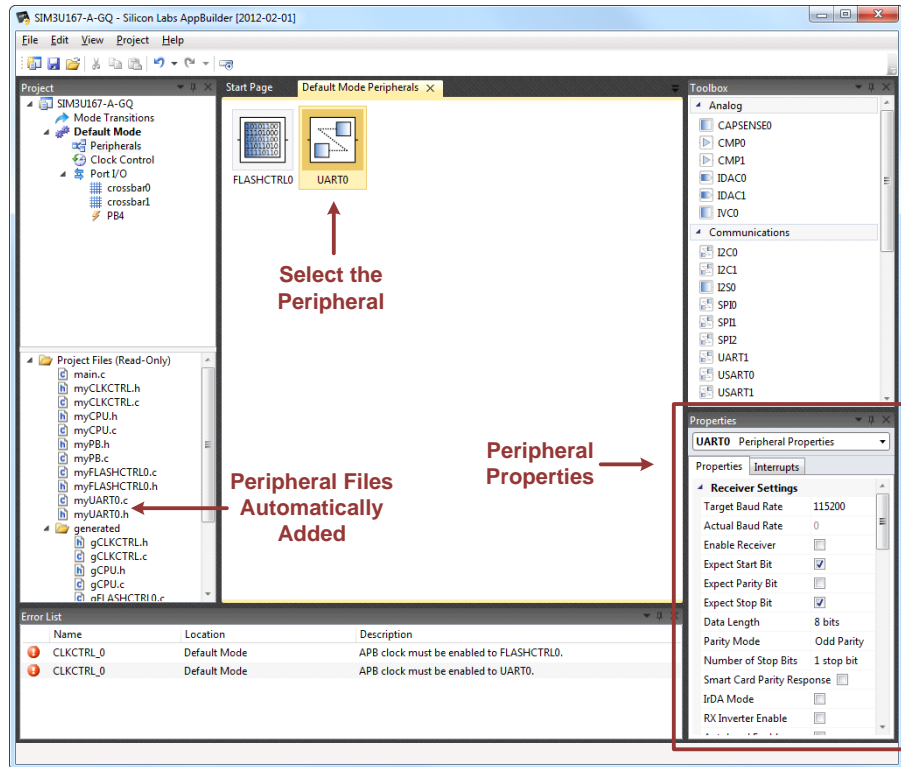 SIM3U167-A-GQ - Silicon Labs AppBuilder [2012-02-01]
File Edit View Project Help
Project
SIM3U167-A-GQ
Mode Transitions
Default Mode
Peripherals
Clock Control
Port I/O
crossbar0
crossbar1
PB4
Project Files (Read-Only)
main.c
myCLKCTRL.h
myCLKCTRL.c
myCPU.h
myCPU.c
myPB.h
myPB.c
myFLASHCTRL0.c
myFLASHCTRL0.h
myUART0.c
myUART0.h
generated
gCLKCTRL.h
gCLKCTRL.c
gCPU.h
gCPU.c
gFLASHCTRL0.c
Start Page Default Mode Peripherals
10101100
11101000
10001011
11011010
11110110
FLASHCTRL0 UART0
Select the
Peripheral
Peripheral Files
Automatically
Added
Peripheral
Properties
Toolbox
Analog
CAPSENSE0
CMP0
CMP1
IDAC0
IDAC1
IVC0
Communications
I2C0
I2C1
I2S0
SPI0
SPI1
SPI2
UART1
USART0
USART1
Properties
UART0 Peripheral Properties
Properties Interrupts
Receiver Settings
Target Baud Rate 115200
Actual Baud Rate 0
Enable Receiver
Expect Start Bit
Expect Parity Bit
Expect Stop Bit
Data Length 8 bits
Parity Mode Odd Parity
Number of Stop Bits 1 stop bit
Smart Card Parity Response
IrDA Mode
RX Inverter Enable
Error List
Name Location Description
CLKCTRL_0 Default Mode APB clock must be enabled to FLASHCTRL0.
CLKCTRL_0 Default Mode APB clock must be enabled to UART0.